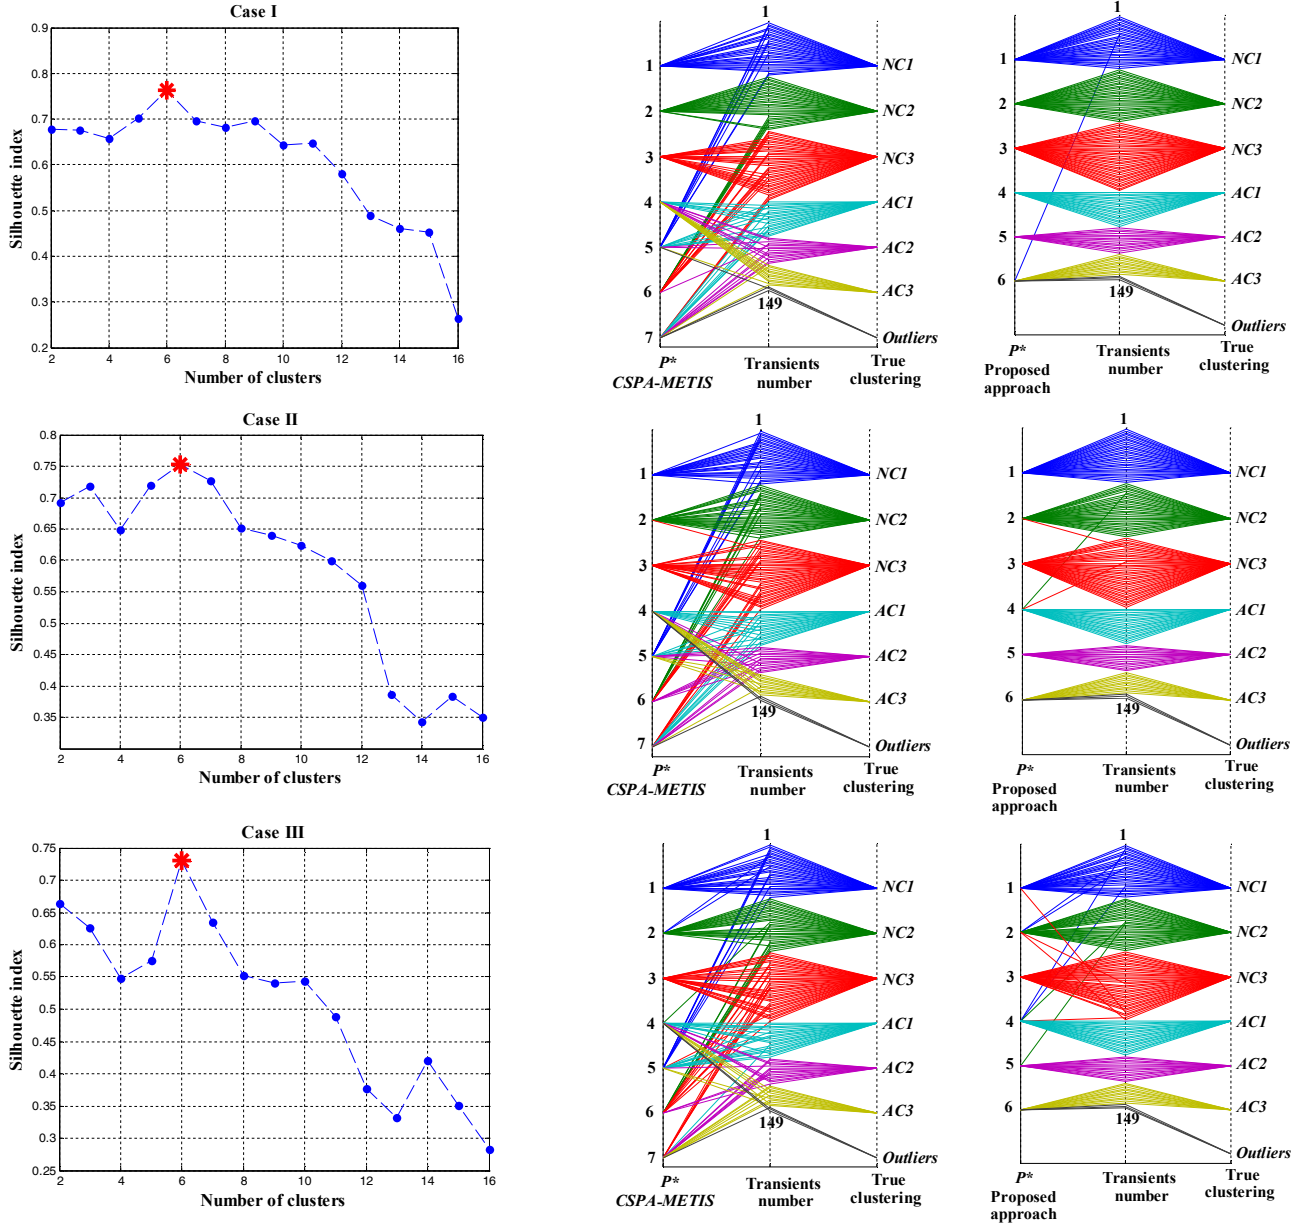 Case I
Silhouette index
0.9
0.8
0.7
0.6
0.5
0.4
0.3
0.2
2 4 6 8 10 12 14 16
Number of clusters
1
1
2
3
4
5
6
7
149
NC1
NC2
NC3
AC1
AC2
AC3
Outliers
P*
CSPA-METIS
Transients
number
True
clustering
1
1
2
3
4
5
6
149
NC1
NC2
NC3
AC1
AC2
AC3
Outliers
P*
Proposed
approach
Transients
number
True
clustering
Case II
Silhouette index
0.8
0.75
0.7
0.65
0.6
0.55
0.5
0.45
0.4
0.35
2 4 6 8 10 12 14 16
Number of clusters
1
1
2
3
4
5
6
7
149
NC1
NC2
NC3
AC1
AC2
AC3
Outliers
P*
CSPA-METIS
Transients
number
True
clustering
1
1
2
3
4
5
6
149
NC1
NC2
NC3
AC1
AC2
AC3
Outliers
P*
Proposed
approach
Transients
number
True
clustering
Case III
Silhouette index
0.75
0.7
0.65
0.6
0.55
0.5
0.45
0.4
0.35
0.3
0.25
2 4 6 8 10 12 14 16
Number of clusters
1
1
2
3
4
5
6
7
149
NC1
NC2
NC3
AC1
AC2
AC3
Outliers
P*
CSPA-METIS
Transients
number
True
clustering
1
1
2
3
4
5
6
149
NC1
NC2
NC3
AC1
AC2
AC3
Outliers
P*
Proposed
approach
Transients
number
True
clustering